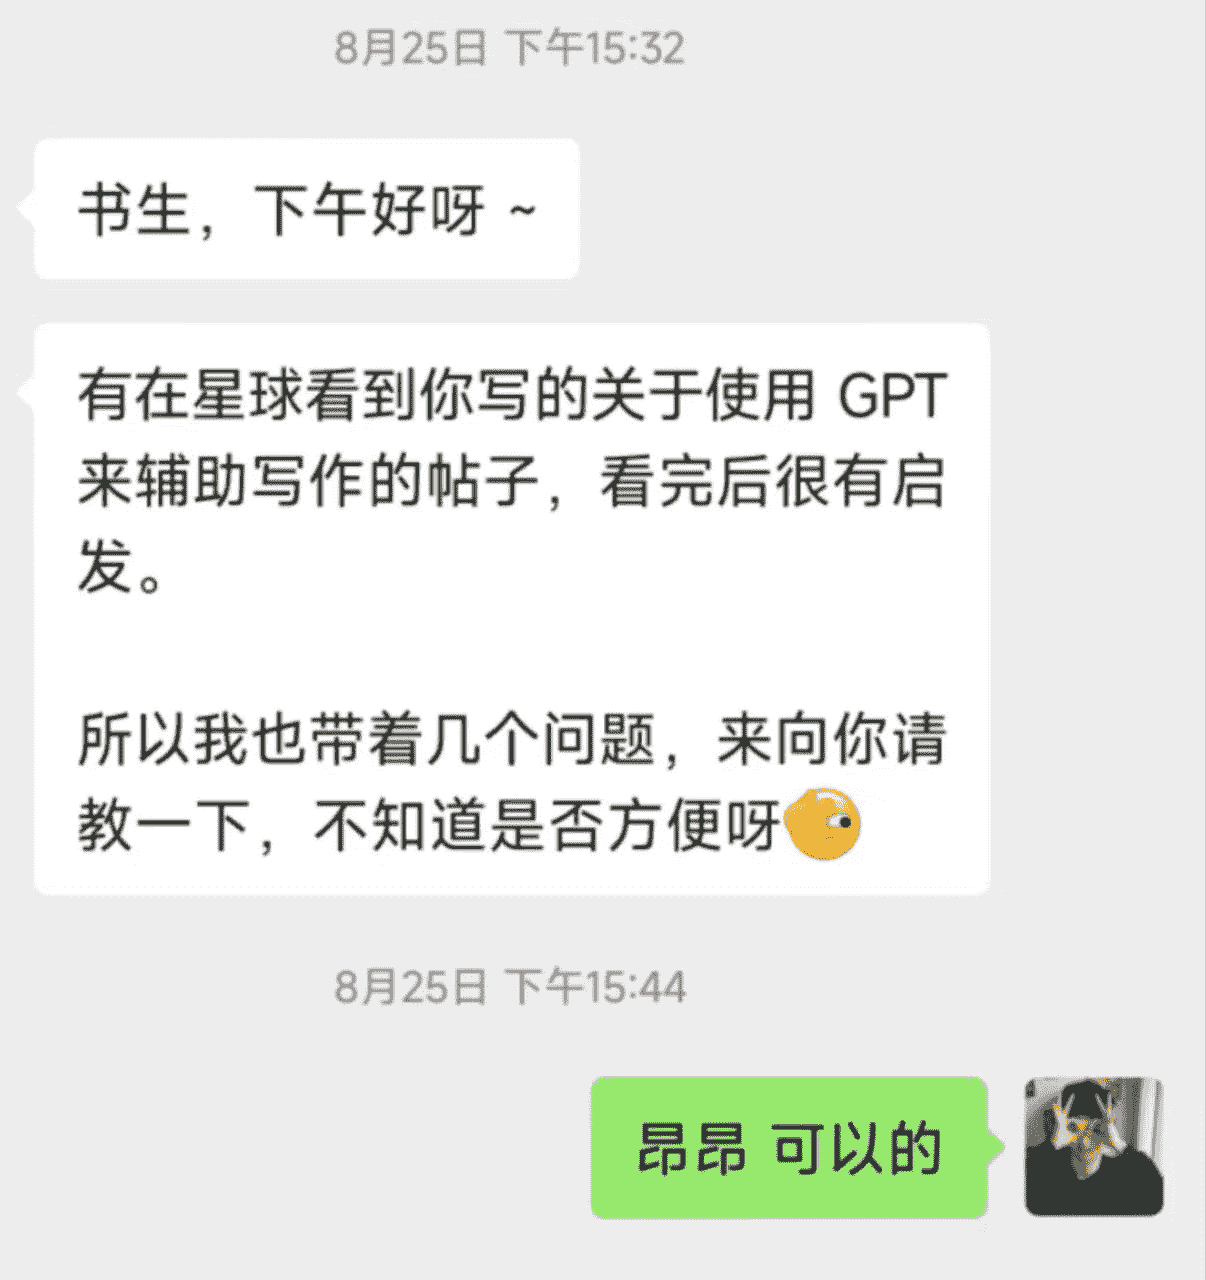 8月25日 下午15:32
书生，下午好呀 ~
有在星球看到你写的关于使用 GPT
来辅助写作的帖子，看完后很有启
发。
所以我也带着几个问题，来向你请
教一下，不知道是否方便呀
8月25日 下午15:44
昂昂 可以的